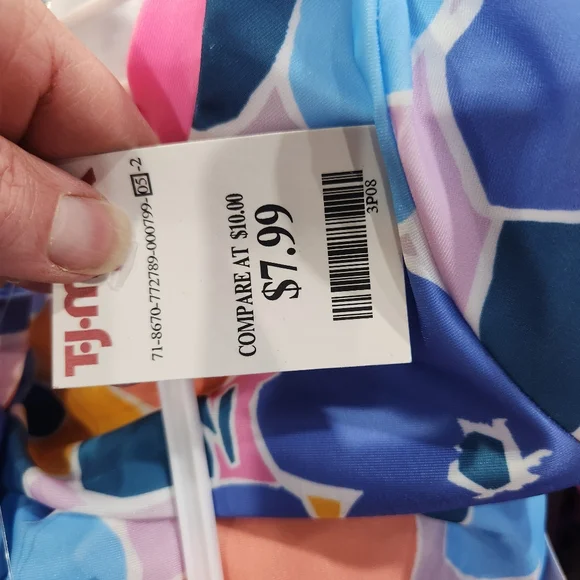 T·J·m
71-8670-772789-000799-05-2
COMPARE AT $10.00
$7.99
3P08